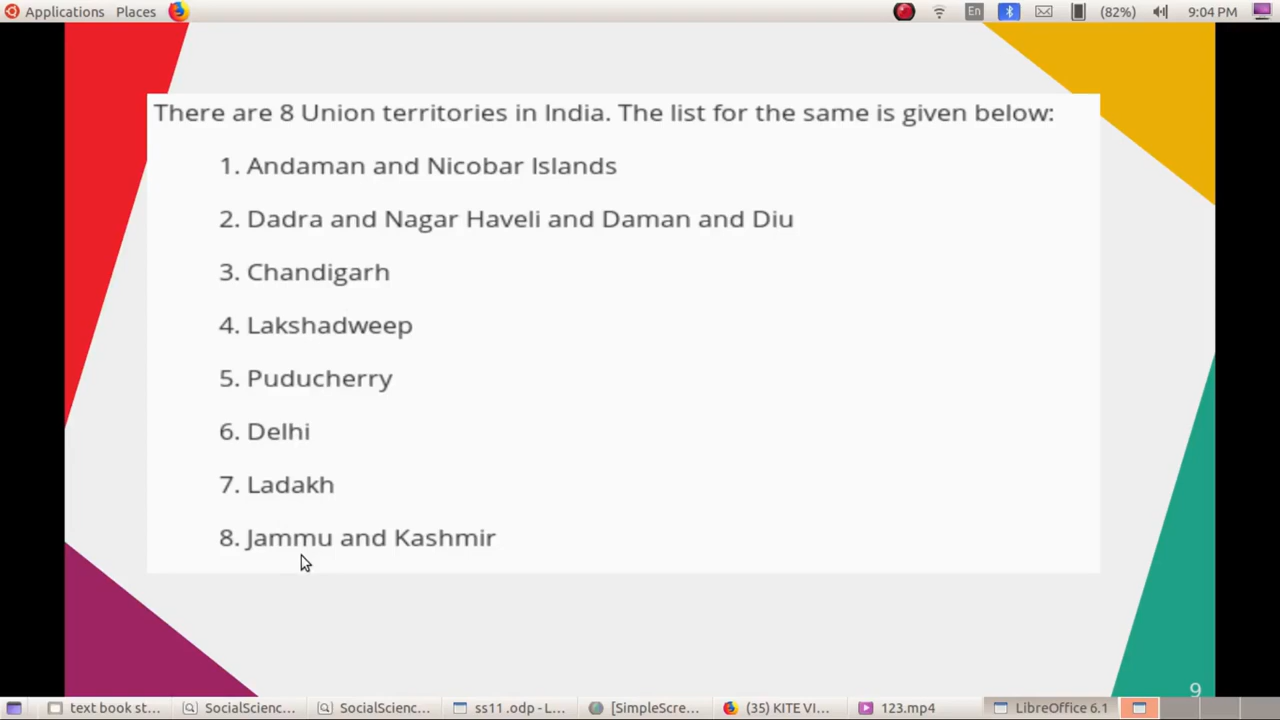 Applications Places En (82%) 9:04 PM
There are 8 Union territories in India. The list for the same is given below:
1. Andaman and Nicobar Islands
2. Dadra and Nagar Haveli and Daman and Diu
3. Chandigarh
4. Lakshadweep
5. Puducherry
6. Delhi
7. Ladakh
8. Jammu and Kashmir
9
text book st... SocialScienc... SocialScienc... ss11 .odp - L... [SimpleScre... (35) KITE VI... 123.mp4 LibreOffice 6.1